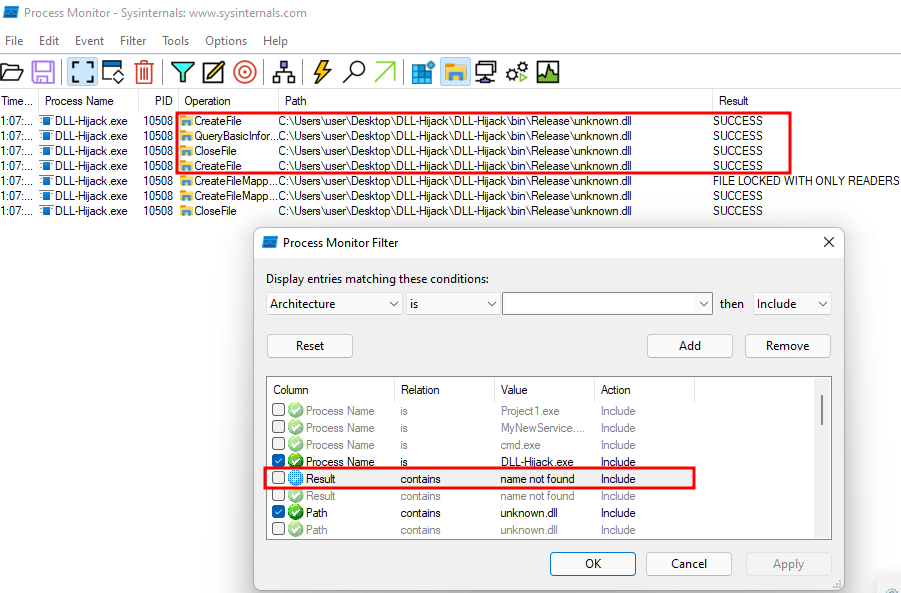 Process Monitor - Sysinternals: www.sysinternals.com
File Edit Event Filter Tools Options Help
Time... Process Name PID Operation Path Result
1:07:... DLL-Hijack.exe 10508 CreateFile C:\Users\user\Desktop\DLL-Hijack\DLL-Hijack\bin\Release\unknown.dll SUCCESS
1:07:... DLL-Hijack.exe 10508 QueryBasicInfor... C:\Users\user\Desktop\DLL-Hijack\DLL-Hijack\bin\Release\unknown.dll SUCCESS
1:07:... DLL-Hijack.exe 10508 CloseFile C:\Users\user\Desktop\DLL-Hijack\DLL-Hijack\bin\Release\unknown.dll SUCCESS
1:07:... DLL-Hijack.exe 10508 CreateFile C:\Users\user\Desktop\DLL-Hijack\DLL-Hijack\bin\Release\unknown.dll SUCCESS
1:07:... DLL-Hijack.exe 10508 CreateFileMapp... C:\Users\user\Desktop\DLL-Hijack\DLL-Hijack\bin\Release\unknown.dll FILE LOCKED WITH ONLY READERS
1:07:... DLL-Hijack.exe 10508 CreateFileMapp... C:\Users\user\Desktop\DLL-Hijack\DLL-Hijack\bin\Release\unknown.dll SUCCESS
1:07:... DLL-Hijack.exe 10508 CloseFile C:\Users\user\Desktop\DLL-Hijack\DLL-Hijack\bin\Release\unknown.dll SUCCESS
Process Monitor Filter
Display entries matching these conditions:
Architecture is then Include
Reset Add Remove
Column Relation Value Action
Process Name is Project1.exe Include
Process Name is MyNewService.... Include
Process Name is cmd.exe Include
Process Name is DLL-Hijack.exe Include
Result contains name not found Include
Result contains name not found Include
Path contains unknown.dll Include
Path contains unknown.dll Include
OK Cancel Apply